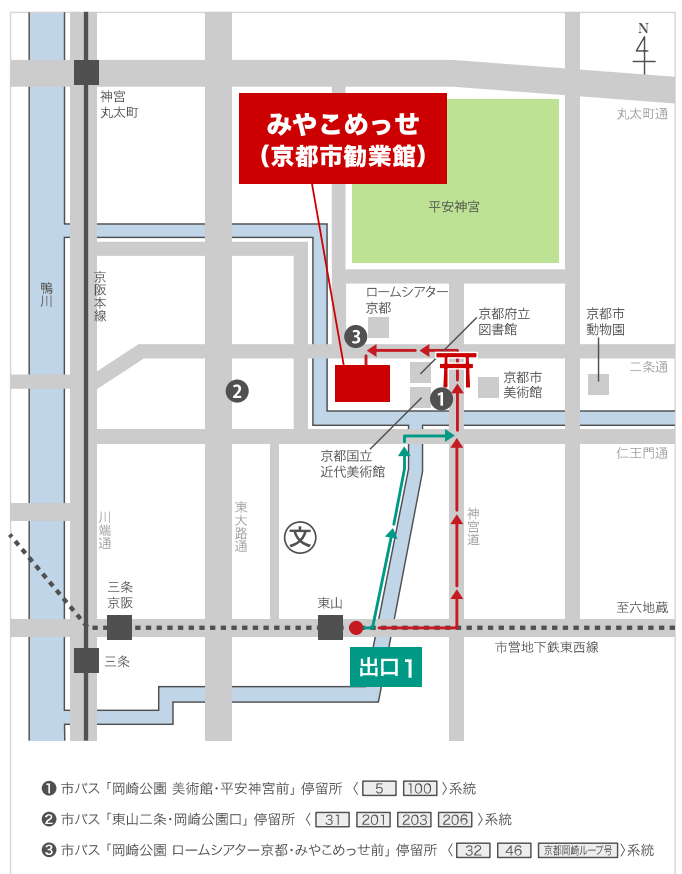 N
神宮
丸太町
丸太町通
みやこめっせ
(京都市勧業館)
平安神宮
鴨川
京阪本線
ロームシアター
京都
京都府立
図書館
京都市
動物園
3
二条通
京都市
美術館
2
1
京都国立
近代美術館
仁王門通
川端通
東大路通
文
神宮道
三条
京阪
東山
至六地蔵
市営地下鉄東西線
三条
出口1
1 市バス「岡崎公園 美術館・平安神宮前」停留所 〈 5 100 〉系統
2 市バス「東山二条・岡崎公園口」停留所 〈 31 201 203 206 〉系統
3 市バス「岡崎公園 ロームシアター京都・みやこめっせ前」停留所 〈 32 46 京都岡崎ループ号 〉系統